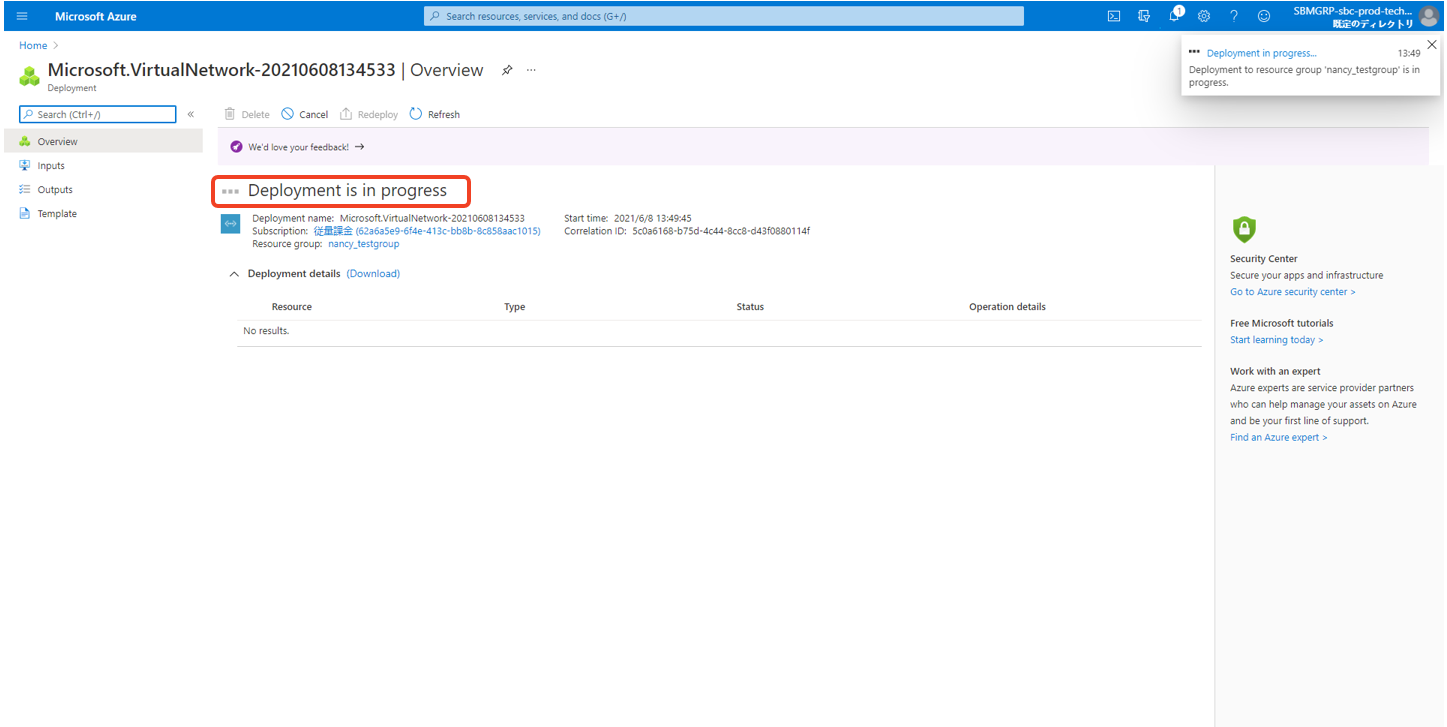 Microsoft Azure
Search resources, services, and docs (G+/)
1
SBMGRP-sbc-prod-tech...
既定のディレクトリ
Home
Microsoft.VirtualNetwork-20210608134533 | Overview
Deployment
Deployment in progress... 13:49
Deployment to resource group 'nancy_testgroup' is in
progress.
Search (Ctrl+/)
Delete Cancel Redeploy Refresh
Overview
Inputs
Outputs
Template
We'd love your feedback! →
Deployment is in progress
Deployment name: Microsoft.VirtualNetwork-20210608134533
Subscription: 従量課金 (62a6a5e9-6f4e-413c-bb8b-8c858aac1015)
Resource group: nancy_testgroup
Start time: 2021/6/8 13:49:45
Correlation ID: 5c0a6168-b75d-4c44-8cc8-d43f0880114f
Deployment details (Download)
Resource Type Status Operation details
No results.
Security Center
Secure your apps and infrastructure
Go to Azure security center >
Free Microsoft tutorials
Start learning today >
Work with an expert
Azure experts are service provider partners
who can help manage your assets on Azure
and be your first line of support.
Find an Azure expert >